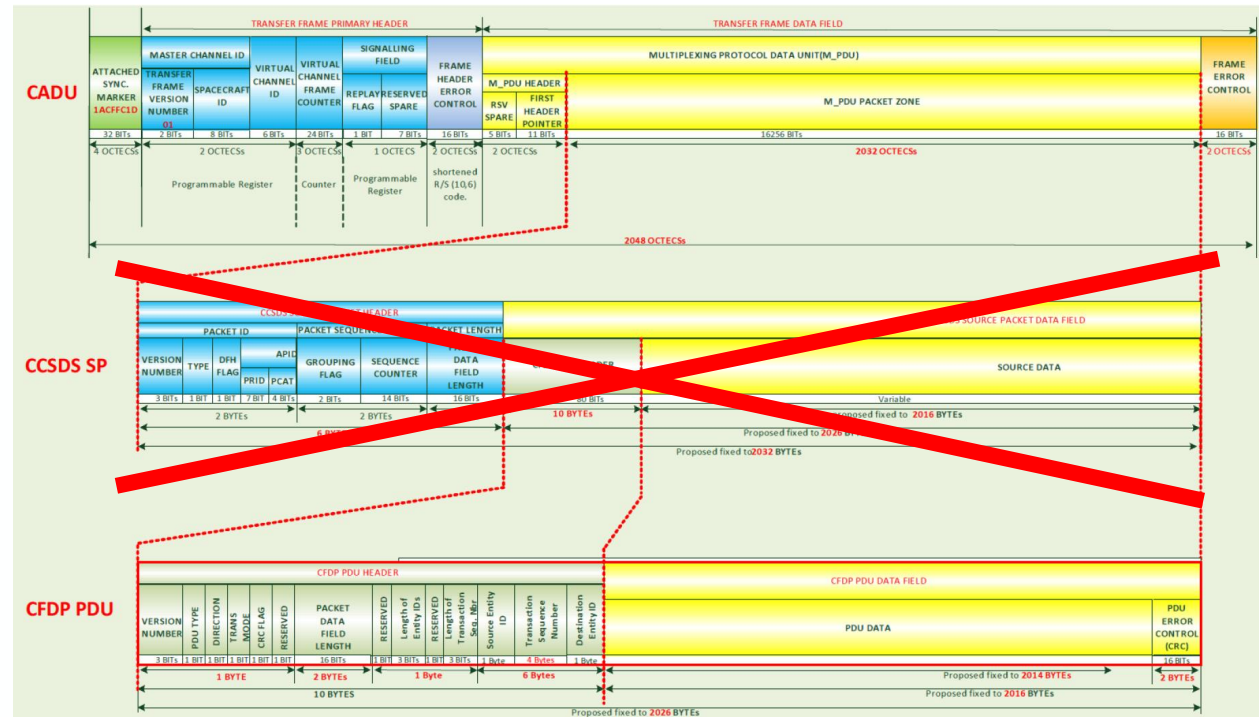 TRANSFER FRAME PRIMARY HEADER
TRANSFER FRAME DATA FIELD
CADU
ATTACHED
SYNC.
MARKER
1ACFFC1D
MASTER CHANNEL ID
TRANSFER
FRAME
VERSION
NUMBER
01
SPACECRAFT
ID
VIRTUAL
CHANNEL
ID
VIRTUAL
CHANNEL
FRAME
COUNTER
SIGNALLING
FIELD
REPLAY
FLAG
RESERVED
SPARE
FRAME
HEADER
ERROR
CONTROL
MULTIPLEXING PROTOCOL DATA UNIT(M_PDU)
M_PDU HEADER
RSV
SPARE
FIRST
HEADER
POINTER
M_PDU PACKET ZONE
FRAME
ERROR
CONTROL
32 BITs
2 BITs
8 BITs
6 BITs
24 BITs
1 BIT
7 BITs
16 BITs
5 BITs
11 BITs
16256 BITs
16 BITs
4 OCTECSs
2 OCTECSs
3 OCTECSs
1 OCTECS
2 OCTECSs
2 OCTECSs
2032 OCTECSs
2 OCTECSs
Programmable Register
Counter
Programmable
Register
shortened
R/S (10,6)
code.
2048 OCTECSs
CCSDS SP
CCSDS
HEADER
SOURCE PACKET DATA FIELD
PACKET ID
PACKET
LENGTH
VERSION
NUMBER
TYPE
DFH
FLAG
APID
PRID
PCAT
GROUPING
FLAG
SEQUENCE
COUNTER
DATA
FIELD
LENGTH
SOURCE DATA
3 BITs
1 BIT
1 BIT
7 BIT
4 BITs
2 BITs
14 BITs
16 BITs
80 BITs
Variable
2 BYTEs
2 BYTEs
10 BYTEs
proposed fixed to 2016 BYTEs
Proposed fixed to 2026
Proposed fixed to2032 BYTEs
CFDP PDU
CFDP PDU HEADER
CFDP PDU DATA FIELD
VERSION
NUMBER
PDU TYPE
DIRECTION
TRANS
MODE
CRC FLAG
RESERVED
PACKET
DATA
FIELD
LENGTH
RESERVED
Length of
Entity IDs
RESERVED
Length of
Transaction
Seq. Nbr
Source Entity
ID
Transaction
Sequence
Number
Destination
Entity ID
PDU DATA
PDU
ERROR
CONTROL
(CRC)
3 BITs
1 BIT
1 BIT
1 BIT
1 BIT
1 BIT
16 BITs
1 BIT
3 BITs
1 BIT
3 BITs
1 Byte
4 Bytes
1 Byte
16 BITs
1 BYTE
2 BYTEs
1 Byte
6 Bytes
Proposed fixed to 2014 BYTEs
2 BYTEs
10 BYTES
Proposed fixed to 2016 BYTEs
Proposed fixed to 2026 BYTEs